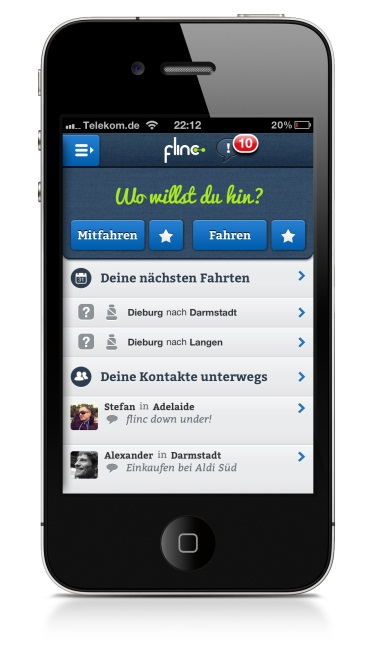 Telekom.de 22:12 20%
flinc ! 10
Wo willst du hin?
Mitfahren Fahren
31 Deine nächsten Fahrten
? Dieburg nach Darmstadt
? Dieburg nach Langen
Deine Kontakte unterwegs
Stefan in Adelaide
flinc down under!
Alexander in Darmstadt
Einkaufen bei Aldi Süd